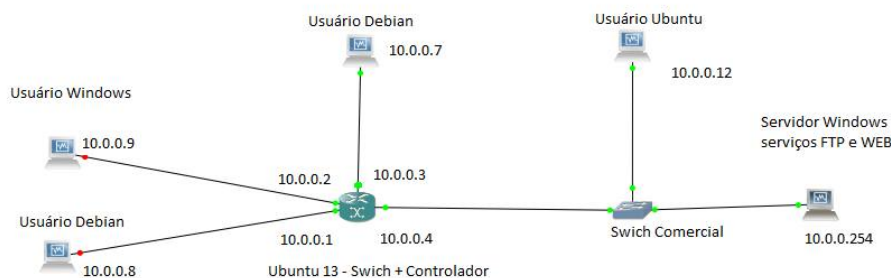 Usuário Debian
10.0.0.7
Usuário Ubuntu
10.0.0.12
Usuário Windows
10.0.0.9
Servidor Windows
serviços FTP e WEB
10.0.0.2
10.0.0.3
Usuário Debian
10.0.0.8
10.0.0.1
10.0.0.4
Ubuntu 13 - Swich + Controlador
Swich Comercial
10.0.0.254